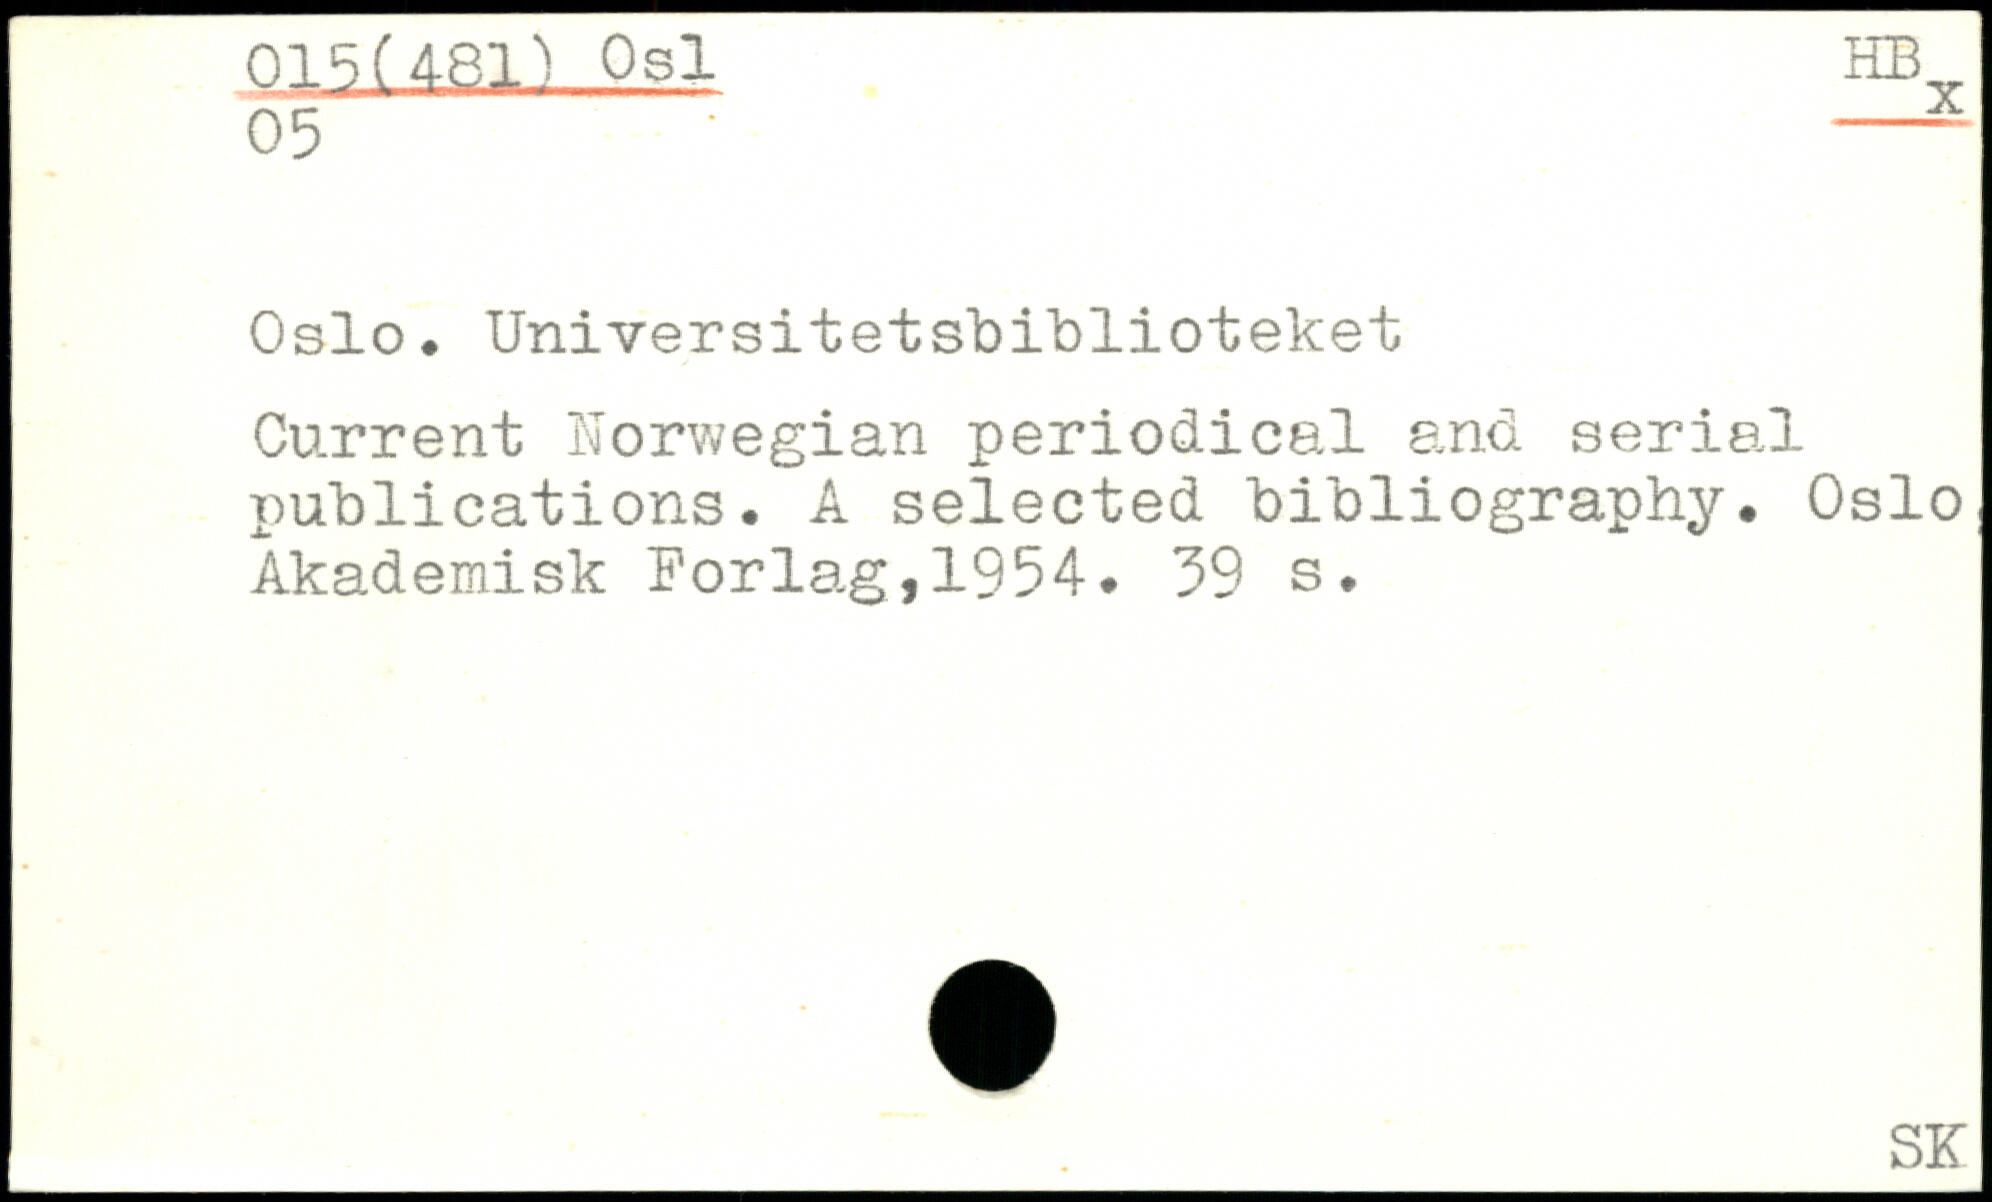 015(481) Osl
HBx
05
Oslo. Universitetsbiblioteket
Current Norwegian periodical and serial
publications. A selected bibliography. Oslo,
Akademisk Forlag,1954. 39 s.
SK